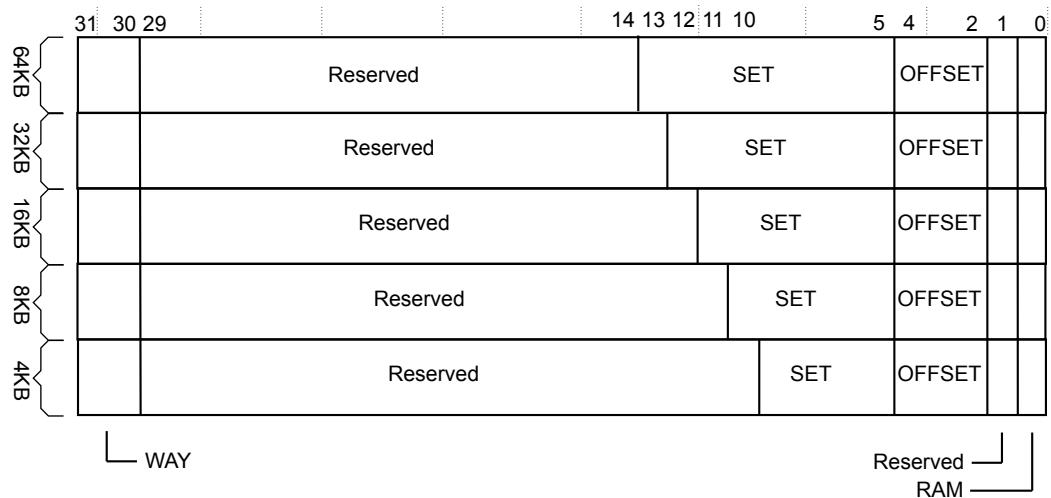 31 30 29 14 13 12 11 10 5 4 2 1 0
64KB Reserved SET OFFSET
32KB Reserved SET OFFSET
16KB Reserved SET OFFSET
8KB Reserved SET OFFSET
4KB Reserved SET OFFSET
WAY Reserved
RAM